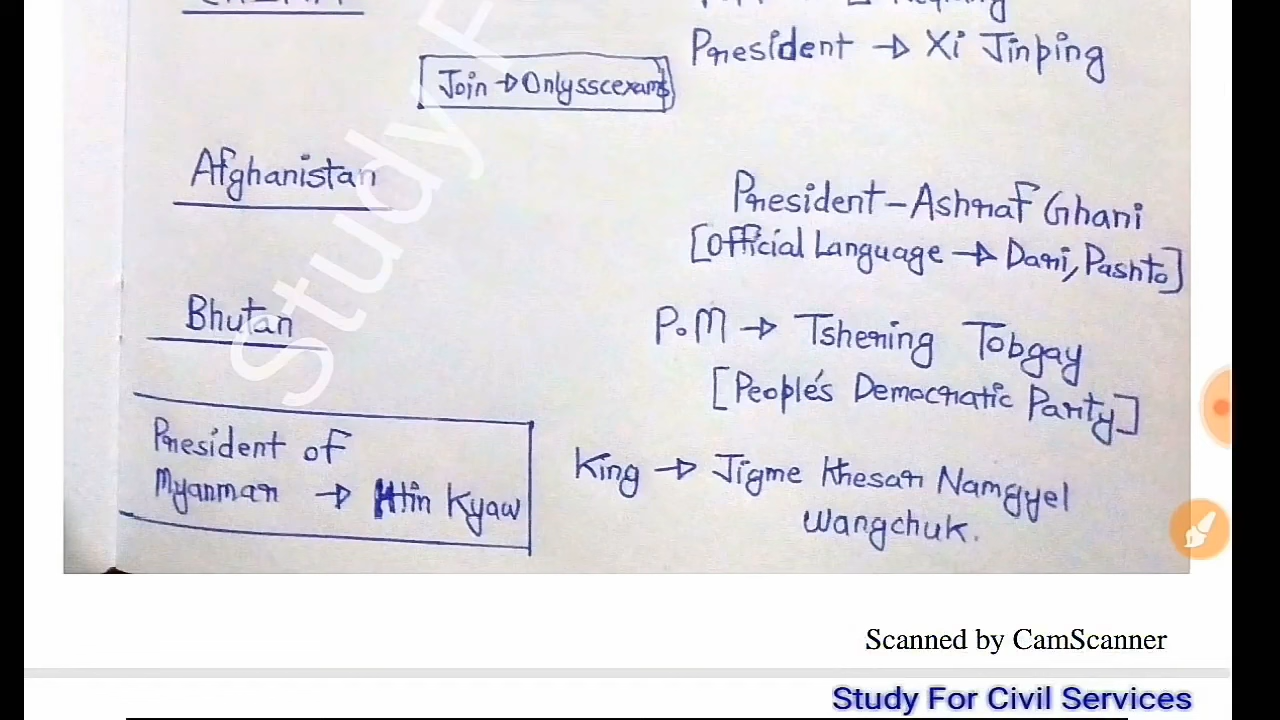 President → Xi Jinping
Join → Onlysscexams
Afghanistan
President - Ashraf Ghani
[Official Language → Dari, Pashto]
Bhutan
P.M → Tshering Tobgay
[People's Democratic Party]
President of
Myanmar → Htin Kyaw
King → Jigme Khesar Namgyel
Wangchuk.
Study F
Scanned by CamScanner
Study For Civil Services